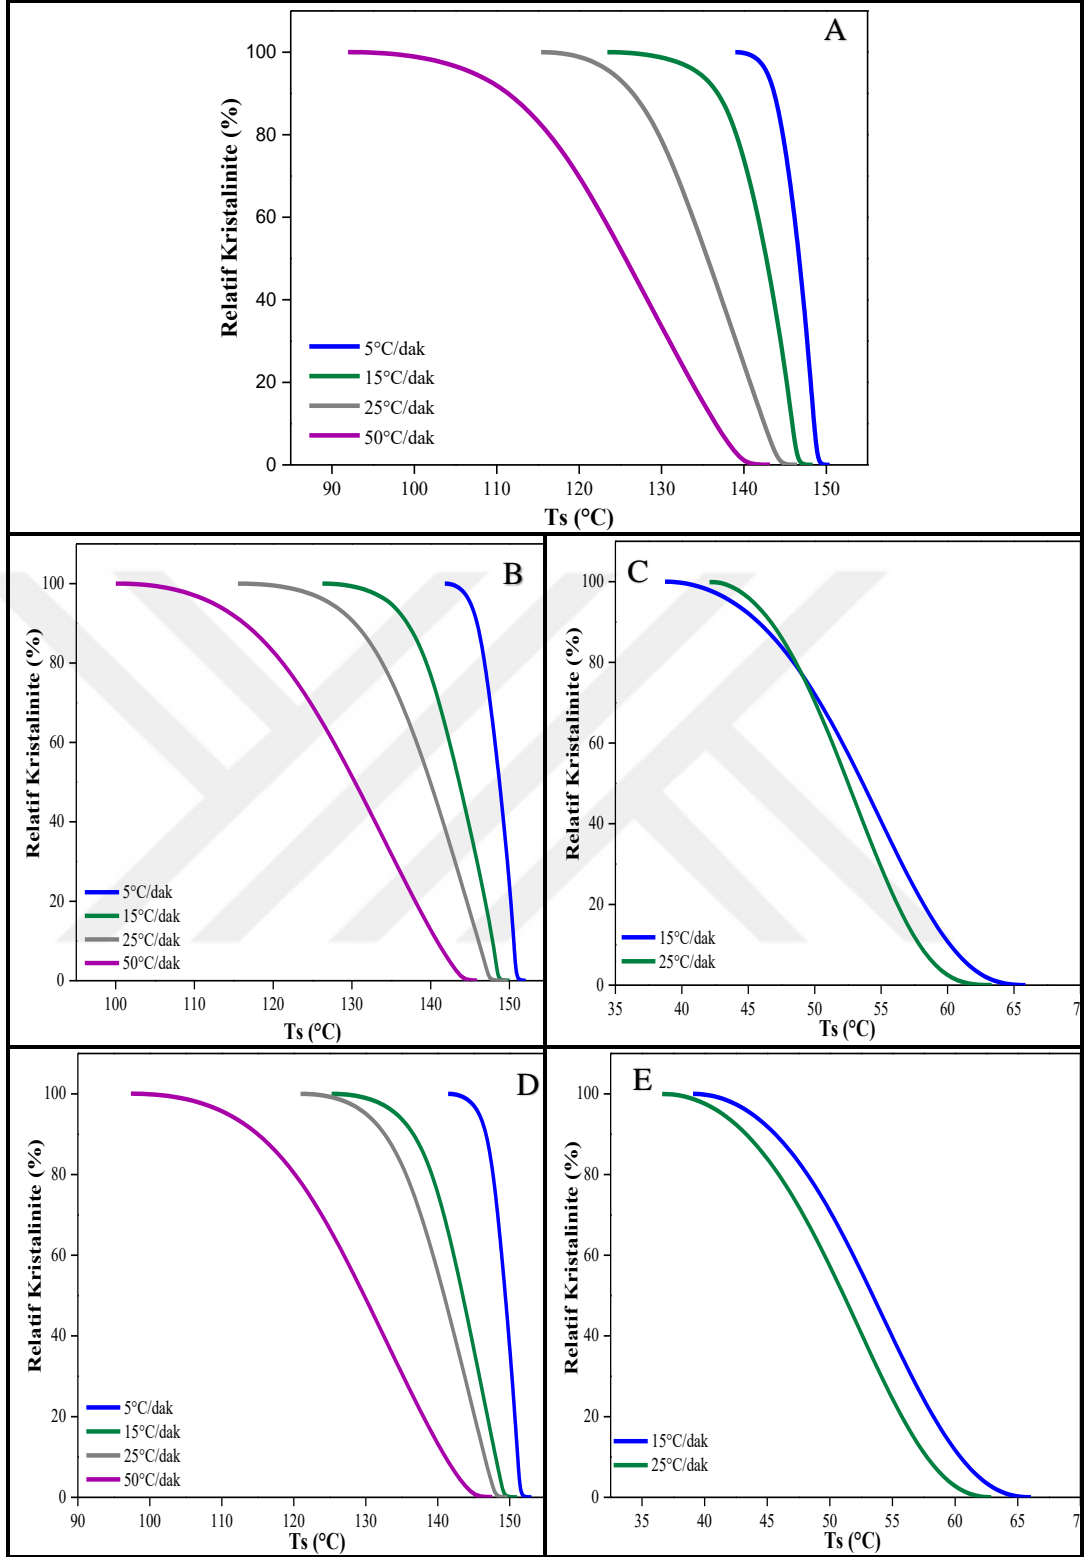 A
Relatif Kristalinite (%)
100
80
60
40
20
0
5°C/dak
15°C/dak
25°C/dak
50°C/dak
90 100 110 120 130 140 150
Ts (°C)
B
Relatif Kristalinite (%)
100
80
60
40
20
0
5°C/dak
15°C/dak
25°C/dak
50°C/dak
100 110 120 130 140 150
Ts (°C)
C
Relatif Kristalinite (%)
100
80
60
40
20
0
15°C/dak
25°C/dak
35 40 45 50 55 60 65 7
Ts (°C)
D
Relatif Kristalinite (%)
100
80
60
40
20
0
5°C/dak
15°C/dak
25°C/dak
50°C/dak
90 100 110 120 130 140 150
Ts (°C)
E
Relatif Kristalinite (%)
100
80
60
40
20
0
15°C/dak
25°C/dak
35 40 45 50 55 60 65 7
Ts (°C)